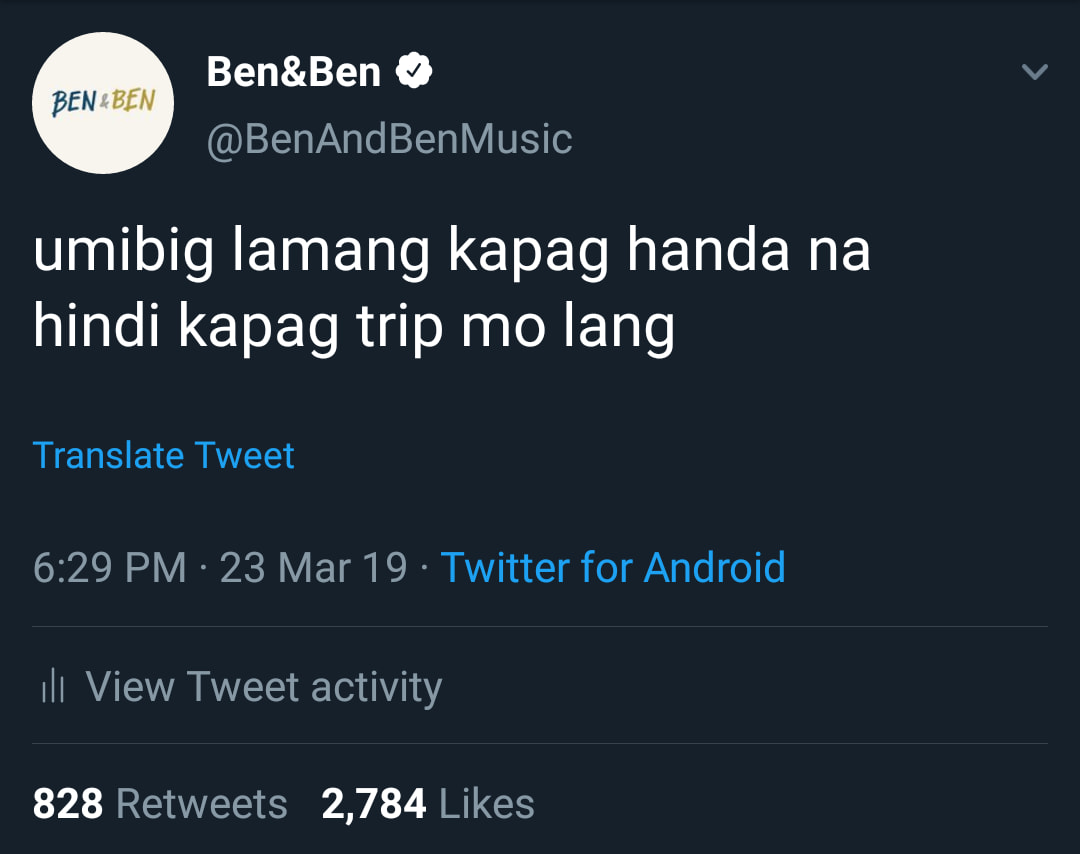 BEN & BEN
Ben&Ben
@BenAndBenMusic
umibig lamang kapag handa na
hindi kapag trip mo lang
Translate Tweet
6:29 PM · 23 Mar 19 · Twitter for Android
View Tweet activity
828 Retweets 2,784 Likes